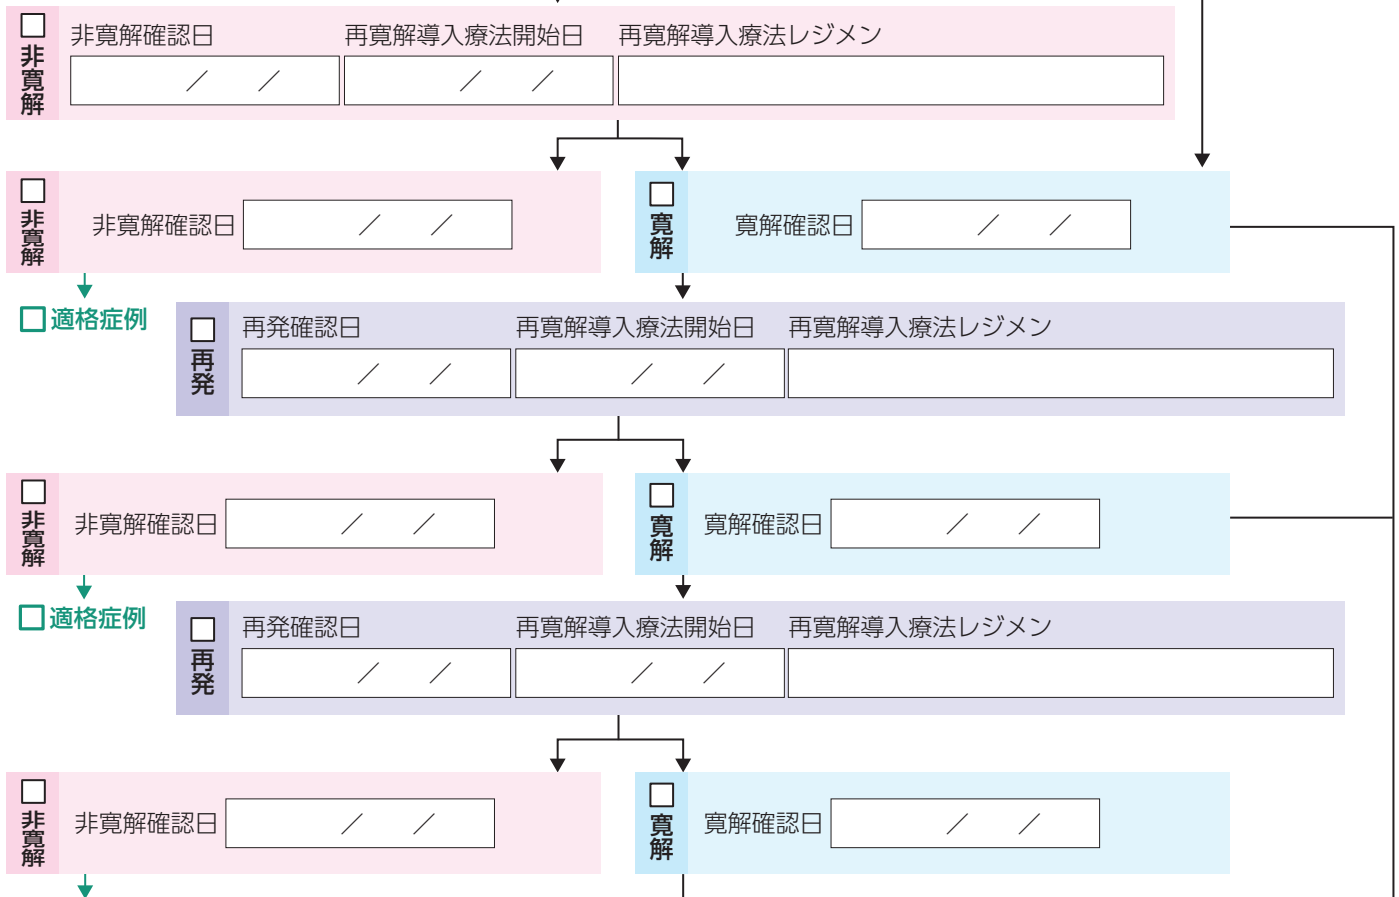 非寛解
非寛解確認日 再寛解導入療法開始日 再寛解導入療法レジメン
／ ／ ／ ／
非寛解
非寛解確認日 ／ ／
寛解
寛解確認日 ／ ／
適格症例
再発
再発確認日 再寛解導入療法開始日 再寛解導入療法レジメン
／ ／ ／ ／
非寛解
非寛解確認日 ／ ／
寛解
寛解確認日 ／ ／
適格症例
再発
再発確認日 再寛解導入療法開始日 再寛解導入療法レジメン
／ ／ ／ ／
非寛解
非寛解確認日 ／ ／
寛解
寛解確認日 ／ ／